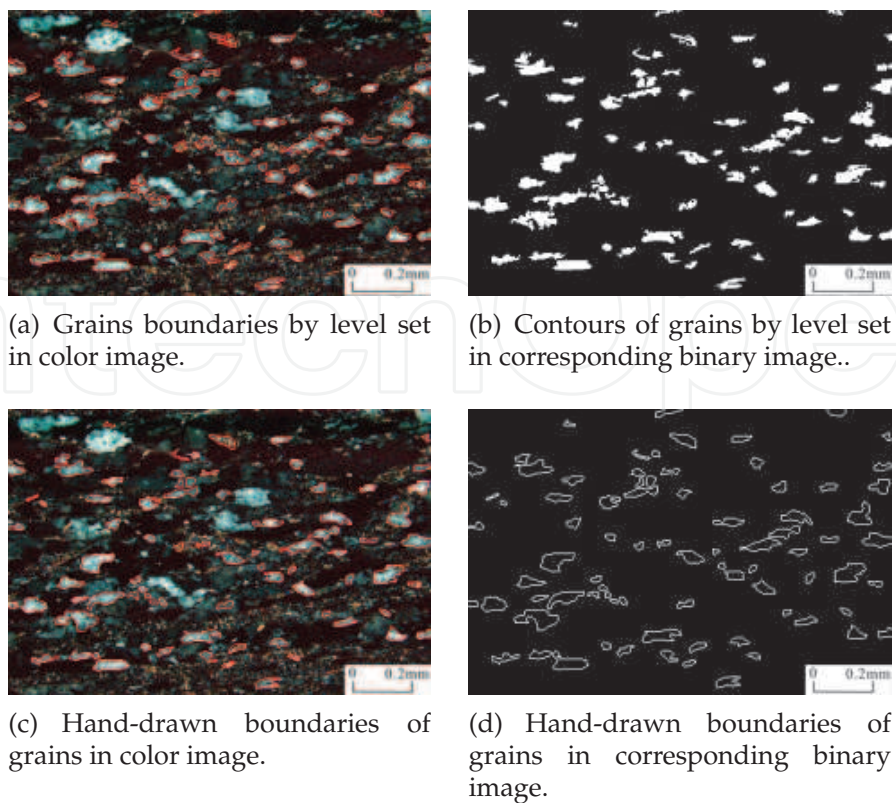 0 0.2mm
0 0.2mm
(a) Grains boundaries by level set
in color image.
(b) Contours of grains by level set
in corresponding binary image..
ntechOpe
0 0.2mm
0 0.2mm
(c) Hand-drawn boundaries of
grains in color image.
(d) Hand-drawn boundaries of
grains in corresponding binary
image.